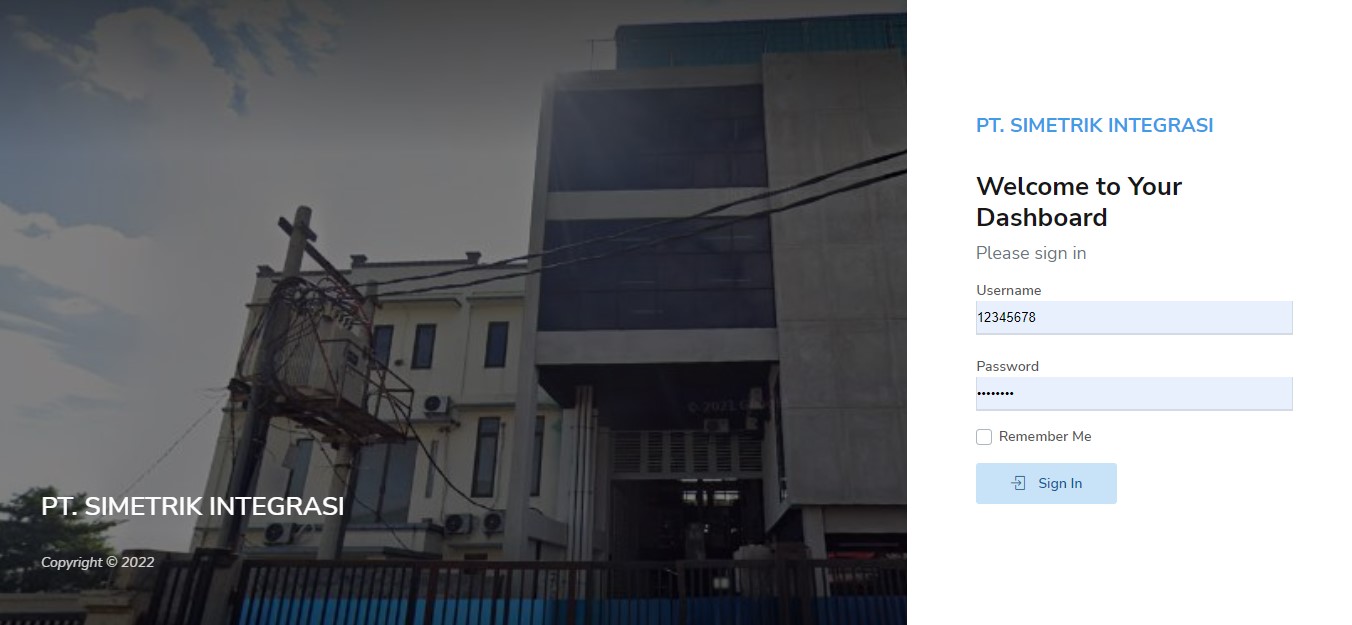 PT. SIMETRIK INTEGRASI
Copyright © 2022
PT. SIMETRIK INTEGRASI
Welcome to Your
Dashboard
Please sign in
Username
12345678
Password
••••••••
Remember Me
Sign In